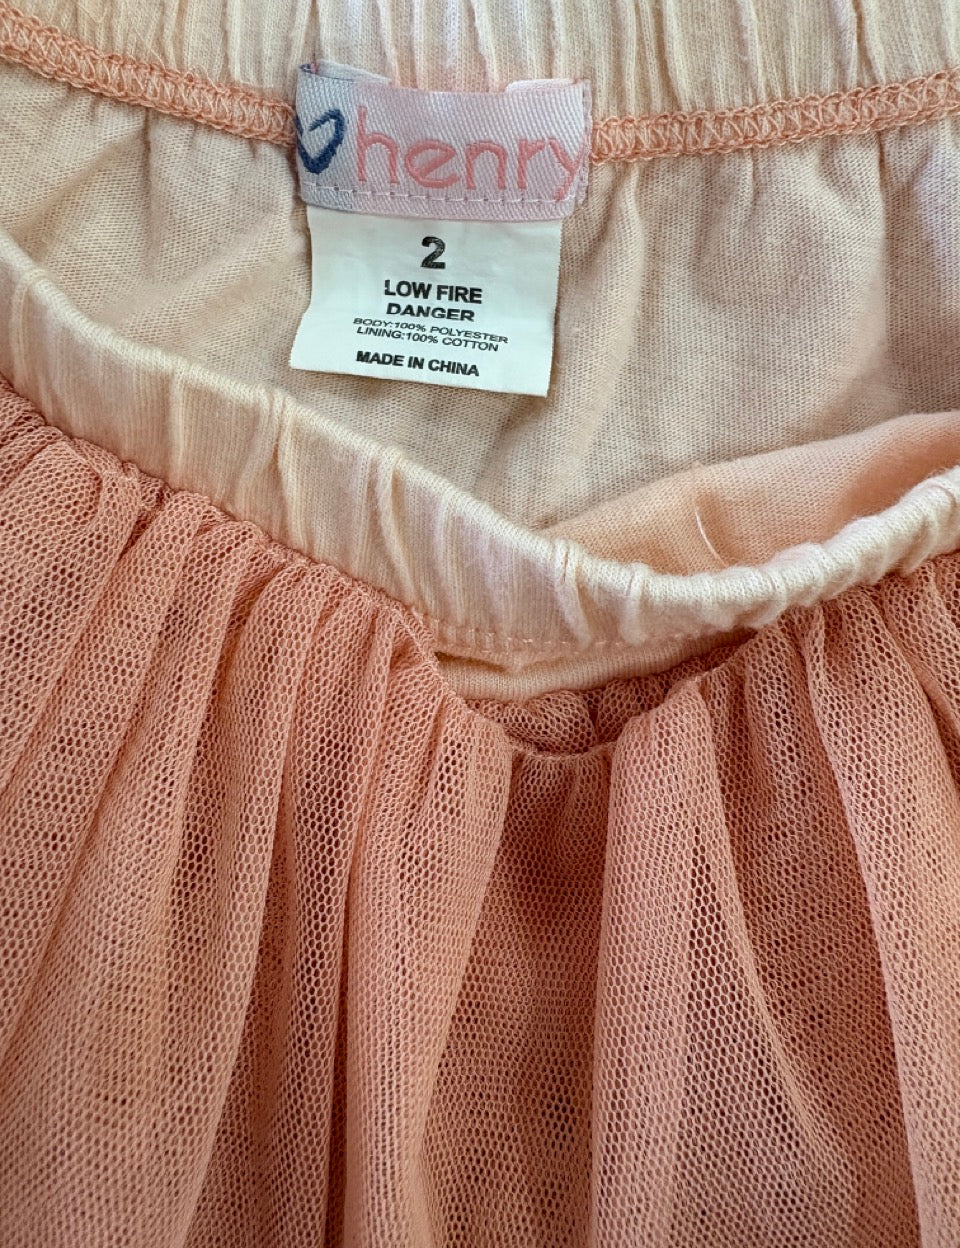 henry
2
LOW FIRE
DANGER
BODY:100% POLYESTER
LINING:100% COTTON
MADE IN CHINA